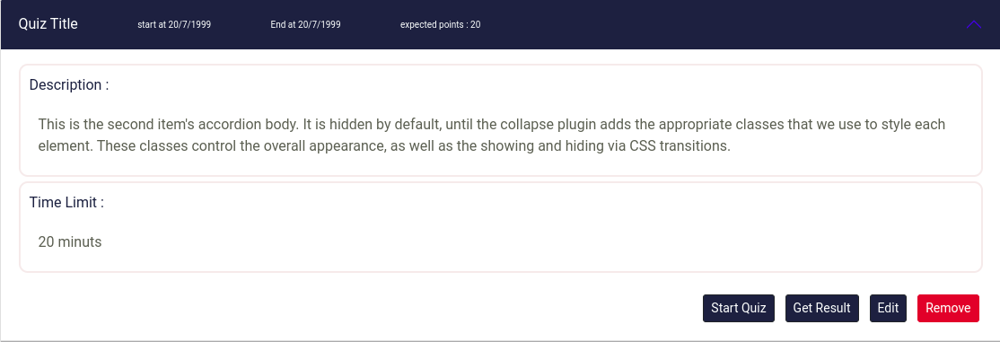 Quiz Title start at 20/7/1999 End at 20/7/1999 expected points : 20
Description :
This is the second item's accordion body. It is hidden by default, until the collapse plugin adds the appropriate classes that we use to style each
element. These classes control the overall appearance, as well as the showing and hiding via CSS transitions.
Time Limit :
20 minuts
Start Quiz Get Result Edit Remove